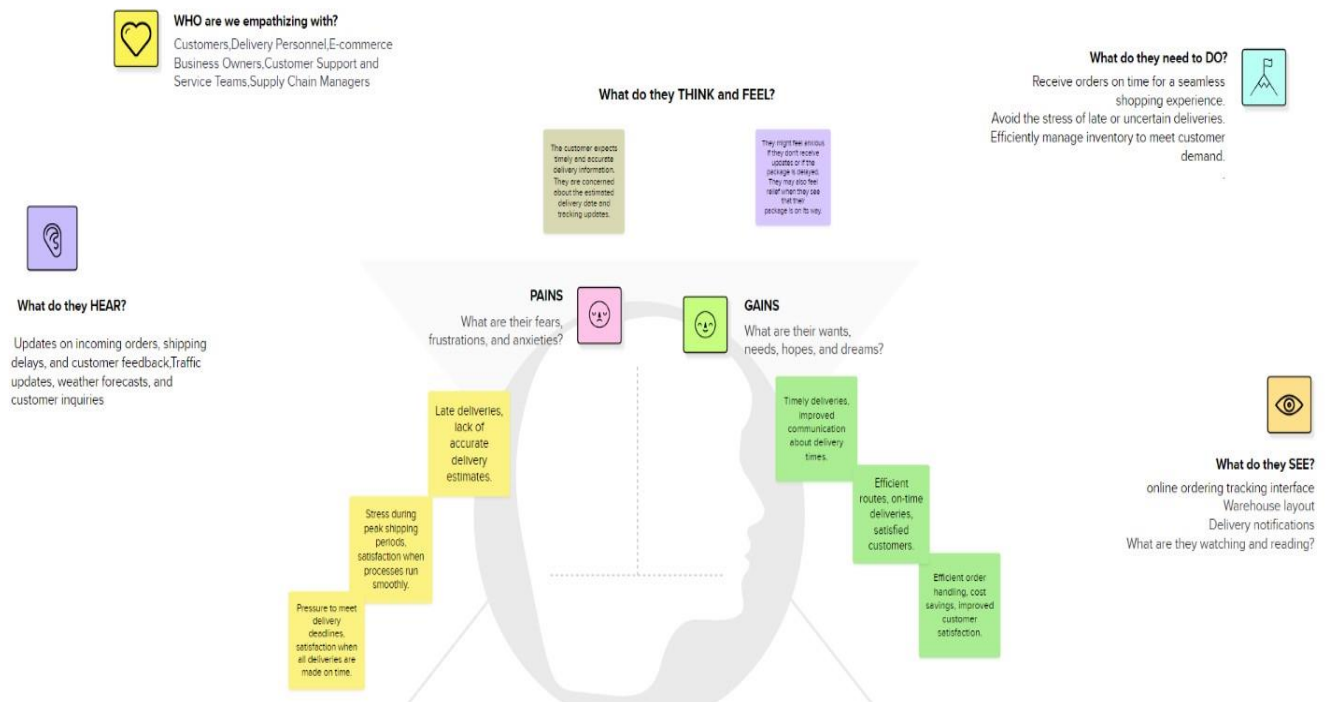 WHO are we empathizing with?
Customers,Delivery Personnel,E-commerce
Business Owners,Customer Support and
Service Teams,Supply Chain Managers
What do they THINK and FEEL?
The customer expects
timely and accurate
delivery information.
They are concerned
about the estimated
delivery date and
tracking updates.
They might feel anxious
if they don't receive
updates or if the
package is delayed.
They may also feel
relief when they see
that their
package is on its way.
What do they need to DO?
Receive orders on time for a seamless
shopping experience.
Avoid the stress of late or uncertain deliveries.
Efficiently manage inventory to meet customer
demand.
.
What do they HEAR?
Updates on incoming orders, shipping
delays, and customer feedback,Traffic
updates, weather forecasts, and
customer inquiries
PAINS
What are their fears,
frustrations, and anxieties?
Late deliveries,
lack of
accurate
delivery
estimates.
Stress during
peak shipping
periods,
satisfaction when
processes run
smoothly.
Pressure to meet
delivery
deadlines,
satisfaction when
all deliveries are
made on time.
GAINS
What are their wants,
needs, hopes, and dreams?
Timely deliveries,
improved
communication
about delivery
times.
Efficient
routes, on-time
deliveries,
satisfied
customers.
Efficient order
handling, cost
savings, improved
customer
satisfaction.
What do they SEE?
online ordering tracking interface
Warehouse layout
Delivery notifications
What are they watching and reading?